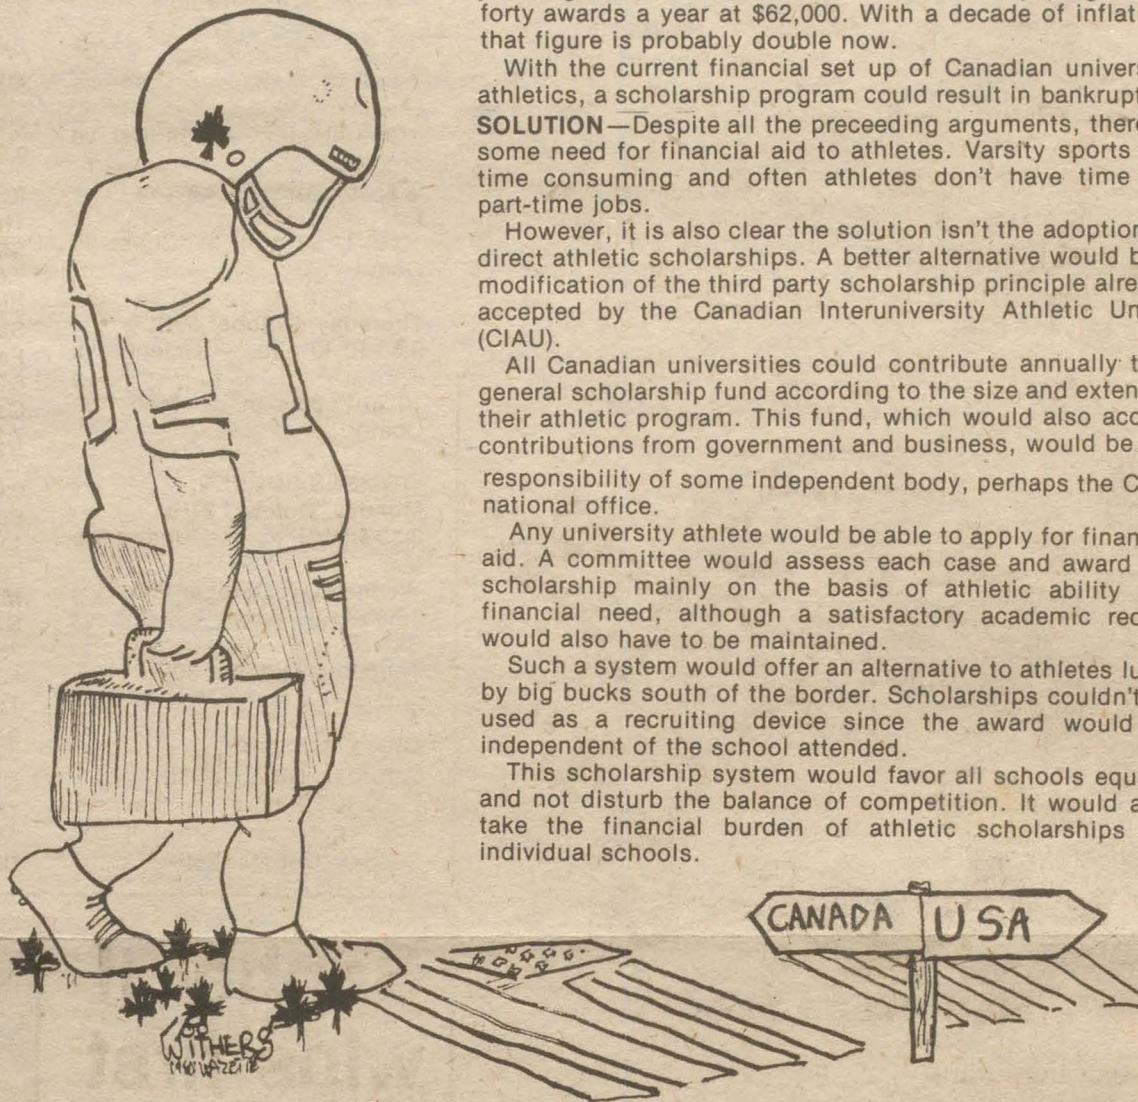 forty awards a year at $62,000. With a decade of inflat
that figure is probably double now.
With the current financial set up of Canadian univers
athletics, a scholarship program could result in bankrupt
SOLUTION—Despite all the preceeding arguments, there
some need for financial aid to athletes. Varsity sports
time consuming and often athletes don't have time
part-time jobs.
However, it is also clear the solution isn't the adoption
direct athletic scholarships. A better alternative would b
modification of the third party scholarship principle alre
accepted by the Canadian Interuniversity Athletic Un
(CIAU).
All Canadian universities could contribute annually t
general scholarship fund according to the size and exten
their athletic program. This fund, which would also acc
contributions from government and business, would be
responsibility of some independent body, perhaps the C
national office.
Any university athlete would be able to apply for finan
aid. A committee would assess each case and award
scholarship mainly on the basis of athletic ability
financial need, although a satisfactory academic rec
would also have to be maintained.
Such a system would offer an alternative to athletes lu
by big bucks south of the border. Scholarships couldn't
used as a recruiting device since the award would
independent of the school attended.
This scholarship system would favor all schools equ
and not disturb the balance of competition. It would a
take the financial burden of athletic scholarships
individual schools.
CANADA USA
WITHERS